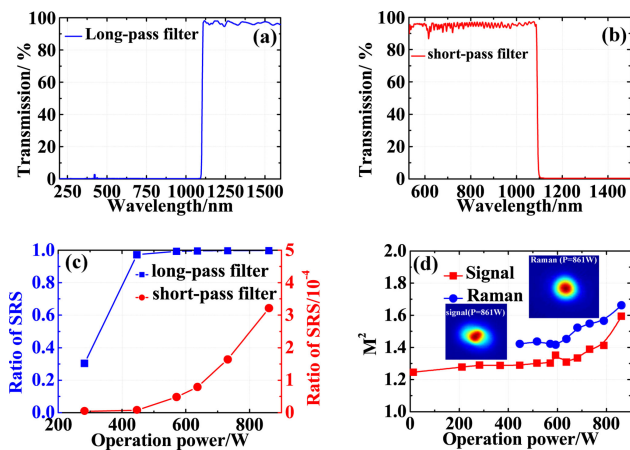 100
80
60
40
20
0
Transmission/ %
Long-pass filter
(a)
250 500 750 1000 1250 1500
Wavelength/nm
100
80
60
40
20
0
Transmission/ %
short-pass filter
(b)
600 800 1000 1200 1400
Wavelength/nm
1.0
0.8
0.6
0.4
0.2
0.0
Ratio of SRS
(c)
long-pass filter
short-pass filter
5
4
3
2
1
0
Ratio of SRS/10⁻⁴
200 400 600 800
Operation power/W
2.0
1.8
1.6
1.4
1.2
1.0
M²
(d)
Signal
Raman
Raman (P=861W)
signal(P=861W)
0 200 400 600 800
Operation power/W